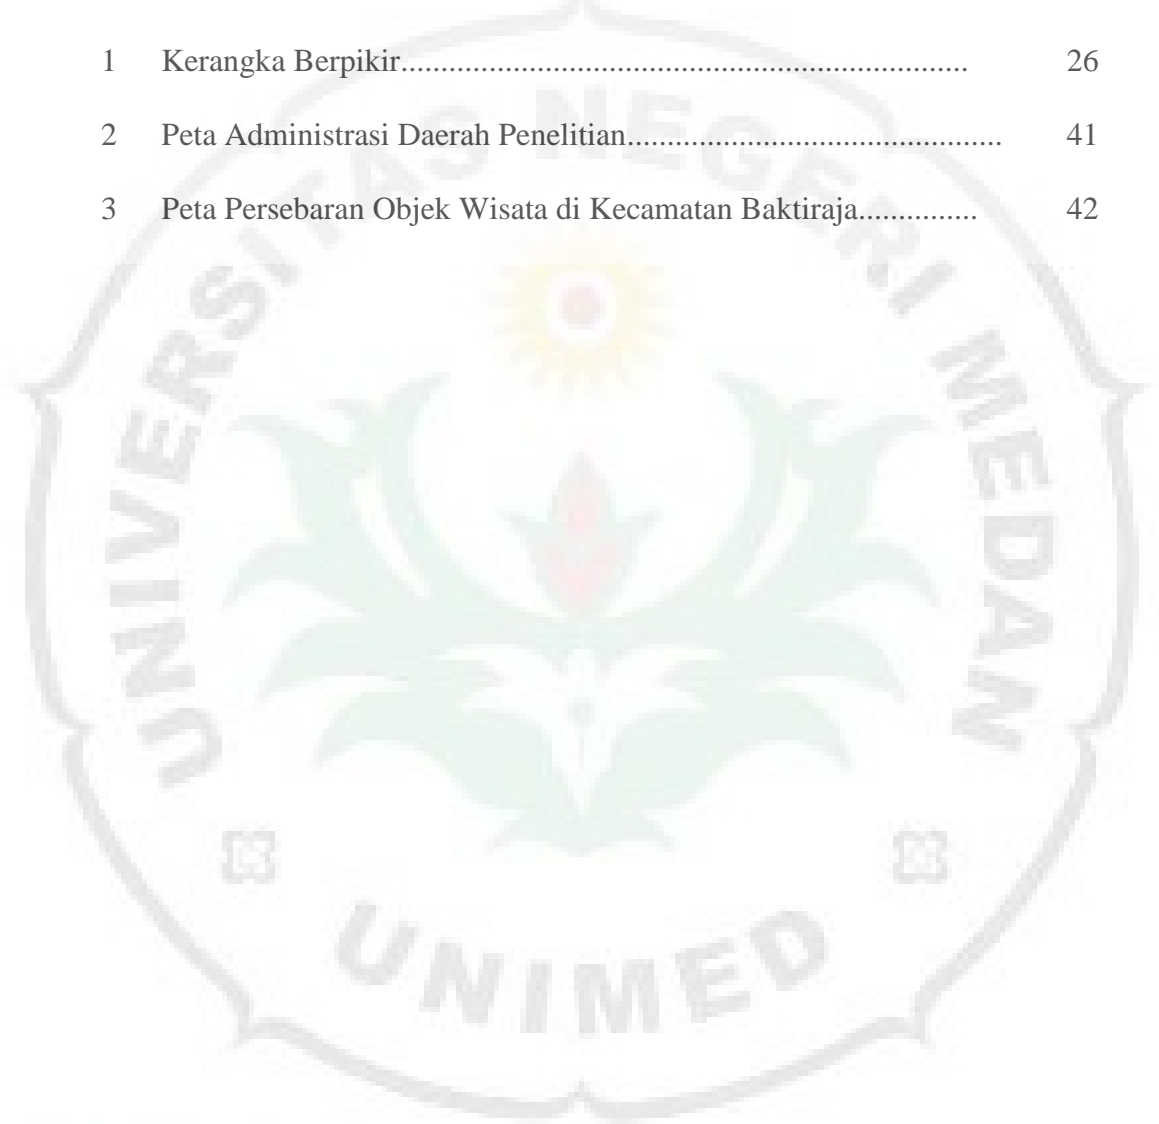 1 Kerangka Berpikir....................................................................... 26
2 Peta Administrasi Daerah Penelitian............................................... 41
3 Peta Persebaran Objek Wisata di Kecamatan Baktiraja............... 42
UNIVERSITAS NEGERI MEDAN
UNIMED